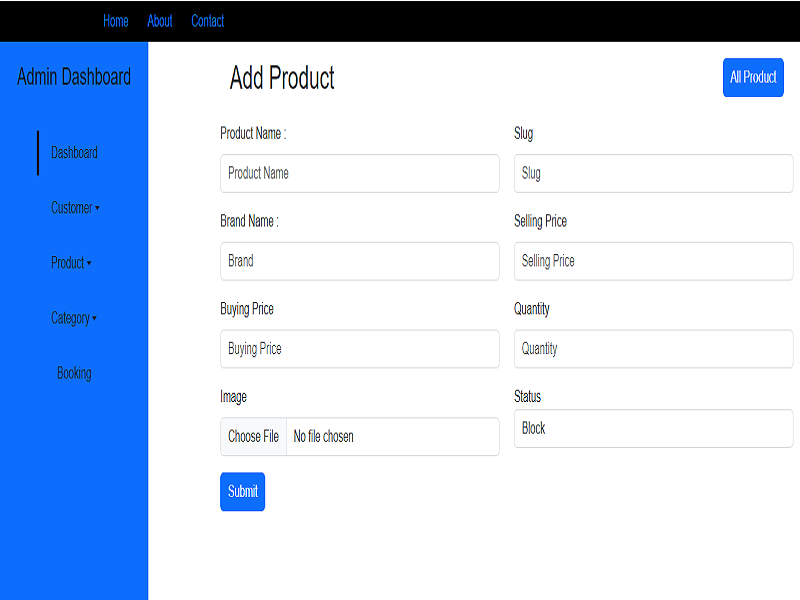 Home About Contact
Admin Dashboard
Dashboard
Customer
Product
Category
Booking
Add Product
All Product
Product Name :
Product Name
Slug
Slug
Brand Name :
Brand
Selling Price
Selling Price
Buying Price
Buying Price
Quantity
Quantity
Image
Choose File No file chosen
Status
Block
Submit